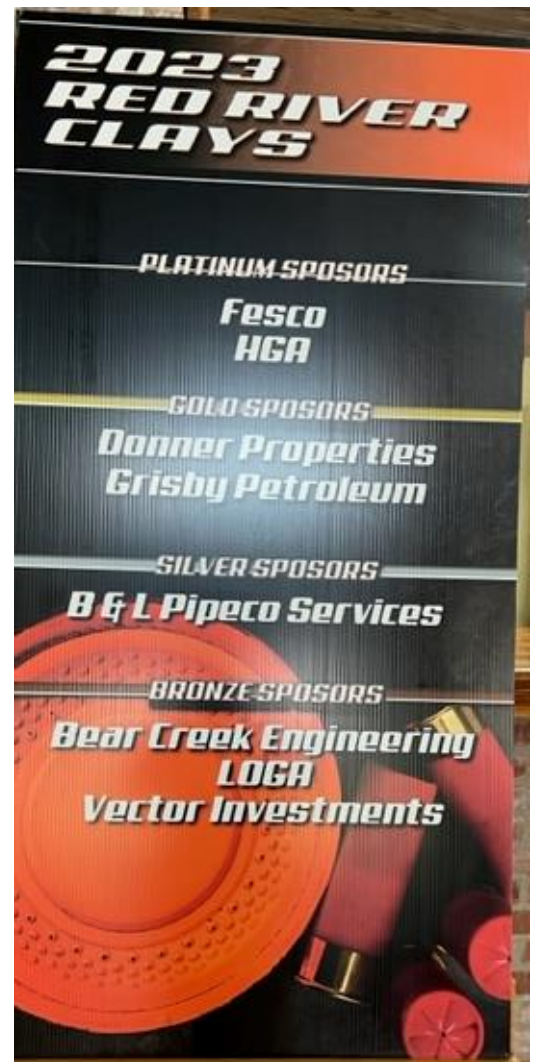 2023
RED RIVER
CLAYS
PLATINUM SPOSORS
Fesco
HGA
GOLD SPOSORS
Donner Properties
Grisby Petroleum
SILVER SPOSORS
B & L Pipeco Services
BRONZE SPOSORS
Bear Creek Engineering
LOGA
Vector Investments